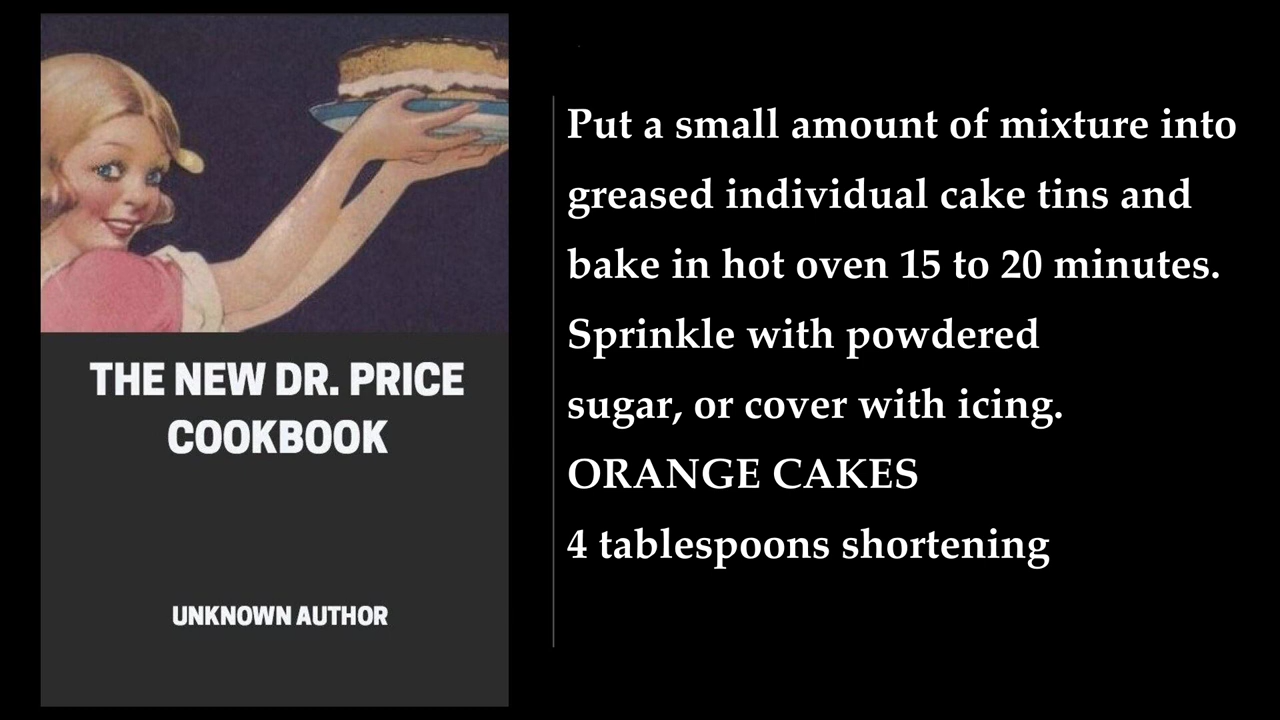 THE NEW DR. PRICE
COOKBOOK
UNKNOWN AUTHOR
Put a small amount of mixture into
greased individual cake tins and
bake in hot oven 15 to 20 minutes.
Sprinkle with powdered
sugar, or cover with icing.
ORANGE CAKES
4 tablespoons shortening